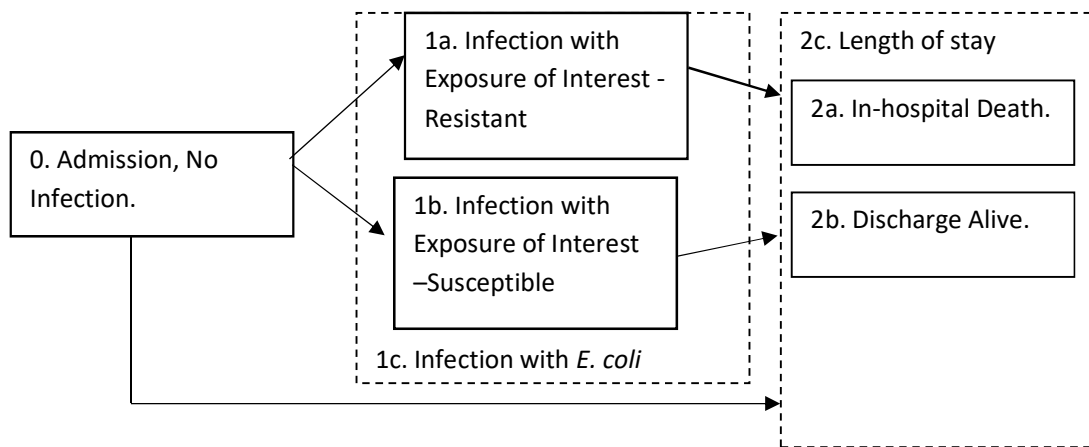 0. Admission, No
Infection.
1a. Infection with
Exposure of Interest -
Resistant
1b. Infection with
Exposure of Interest
–Susceptible
1c. Infection with E. coli
2c. Length of stay
2a. In-hospital Death.
2b. Discharge Alive.